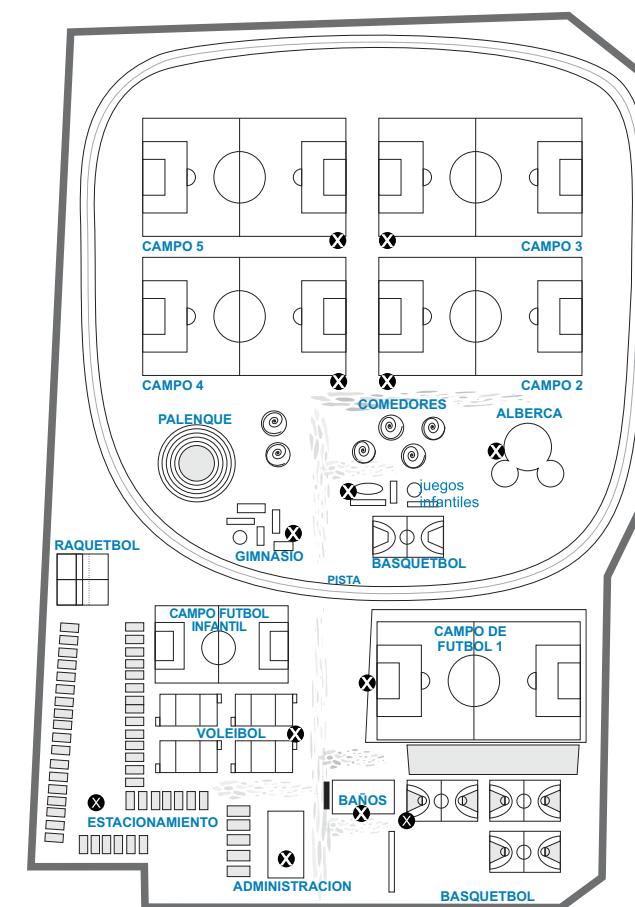 CAMPO 5
CAMPO 3
CAMPO 4
CAMPO 2
COMEDORES
PALENQUE
ALBERCA
juegos
infantiles
GIMNASIO
BASQUETBOL
RAQUETBOL
PISTA
CAMPO FUTBOL
INFANTIL
CAMPO DE
FUTBOL 1
VOLEIBOL
BAÑOS
ESTACIONAMIENTO
ADMINISTRACION
BASQUETBOL
X
X
X
X
X
X
X
X
X
X
X
X
X